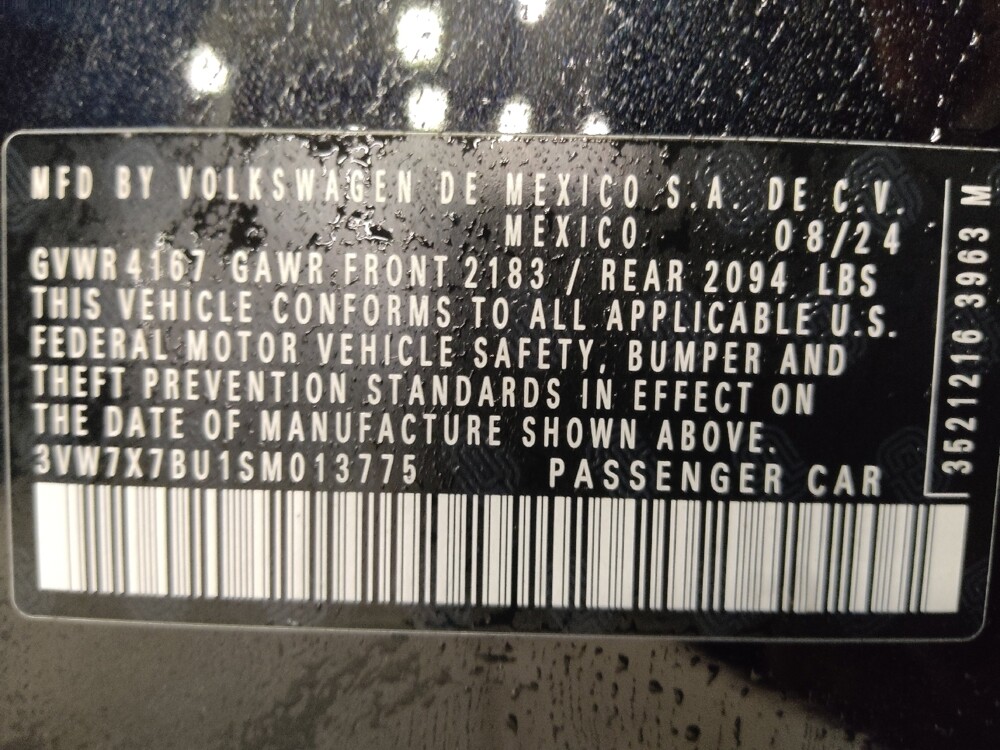 MFD BY VOLKSWAGEN DE MEXICO S.A. DE C.V.
MEXICO 08/24
GVWR 4167 GAWR FRONT 2183 / REAR 2094 LBS
THIS VEHICLE CONFORMS TO ALL APPLICABLE U.S.
FEDERAL MOTOR VEHICLE SAFETY, BUMPER AND
THEFT PREVENTION STANDARDS IN EFFECT ON
THE DATE OF MANUFACTURE SHOWN ABOVE.
3VW7X7BU1SM013775 PASSENGER CAR
3521216 3963 M